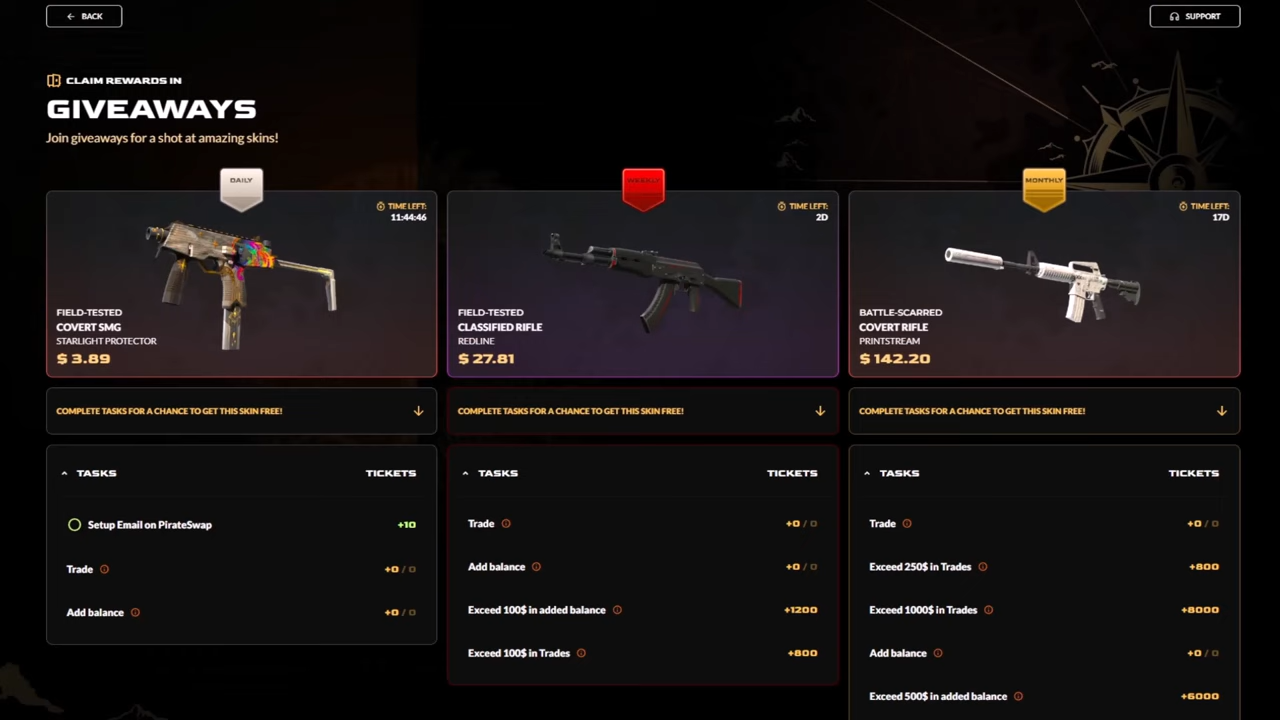 BACK
SUPPORT
CLAIM REWARDS IN
GIVEAWAYS
Join giveaways for a shot at amazing skins!
DAILY
TIME LEFT:
11:44:46
FIELD-TESTED
COVERT SMG
STARLIGHT PROTECTOR
$ 3.89
WEEKLY
TIME LEFT:
2D
FIELD-TESTED
CLASSIFIED RIFLE
REDLINE
$ 27.81
MONTHLY
TIME LEFT:
17D
BATTLE-SCARRED
COVERT RIFLE
PRINTSTREAM
$ 142.20
COMPLETE TASKS FOR A CHANCE TO GET THIS SKIN FREE!
COMPLETE TASKS FOR A CHANCE TO GET THIS SKIN FREE!
COMPLETE TASKS FOR A CHANCE TO GET THIS SKIN FREE!
TASKS TICKETS
Setup Email on PirateSwap +10
Trade +0 / 0
Add balance +0 / 0
TASKS TICKETS
Trade +0 / 0
Add balance +0 / 0
Exceed 100$ in added balance +1200
Exceed 100$ in Trades +800
TASKS TICKETS
Trade +0 / 0
Exceed 250$ in Trades +800
Exceed 1000$ in Trades +8000
Add balance +0 / 0
Exceed 500$ in added balance +6000